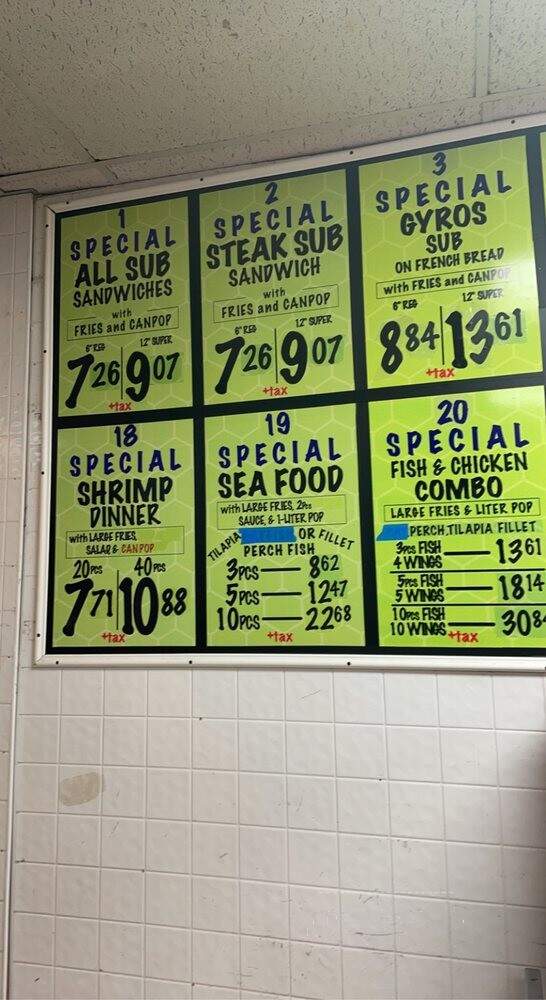 1
SPECIAL
ALL SUB
SANDWICHES
with
FRIES and CANPOP
6" REG 12" SUPER
7 26 9 07
+tax
2
SPECIAL
STEAK SUB
SANDWICH
with
FRIES and CANPOP
6" REG 12" SUPER
7 26 9 07
+tax
3
SPECIAL
GYROS
SUB
ON FRENCH BREAD
with FRIES and CANPOP
6" REG 12" SUPER
8 84 13 61
+tax
18
SPECIAL
SHRIMP
DINNER
with LARGE FRIES,
SALAD & CAN POP
20PCS 40PCS
7 71 10 88
+tax
19
SPECIAL
SEA FOOD
with LARGE FRIES, 2Pcs
SAUCE, & 1-LITER POP
TILAPIA OR FILLET
PERCH FISH
3PCS 8 62
5PCS 12 47
10PCS 22 68
+tax
20
SPECIAL
FISH & CHICKEN
COMBO
LARGE FRIES & LITER POP
PERCH, TILAPIA FILLET
3PCS FISH
4 WINGS 13 61
5PCS FISH
5 WINGS 18 14
10PCS FISH
10 WINGS 30 8
+tax